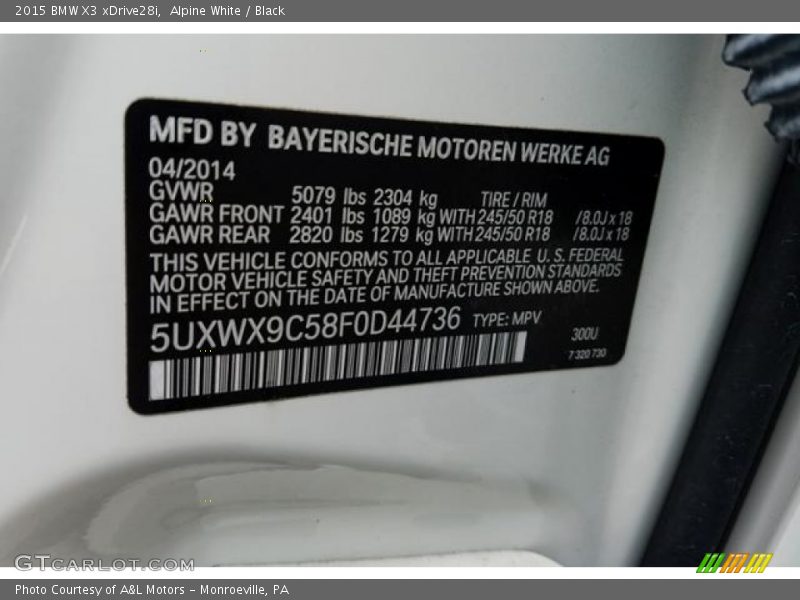 2015 BMW X3 xDrive28i, Alpine White / Black
MFD BY BAYERISCHE MOTOREN WERKE AG
04/2014
GVWR 5079 lbs 2304 kg TIRE / RIM
GAWR FRONT 2401 lbs 1089 kg WITH 245/50 R18 /8.0J x 18
GAWR REAR 2820 lbs 1279 kg WITH 245/50 R18 /8.0J x 18
THIS VEHICLE CONFORMS TO ALL APPLICABLE U. S. FEDERAL
MOTOR VEHICLE SAFETY AND THEFT PREVENTION STANDARDS
IN EFFECT ON THE DATE OF MANUFACTURE SHOWN ABOVE.
5UXWX9C58F0D44736 TYPE: MPV
300U
7 320 730
GTCARLOT.COM
Photo Courtesy of A&L Motors - Monroeville, PA